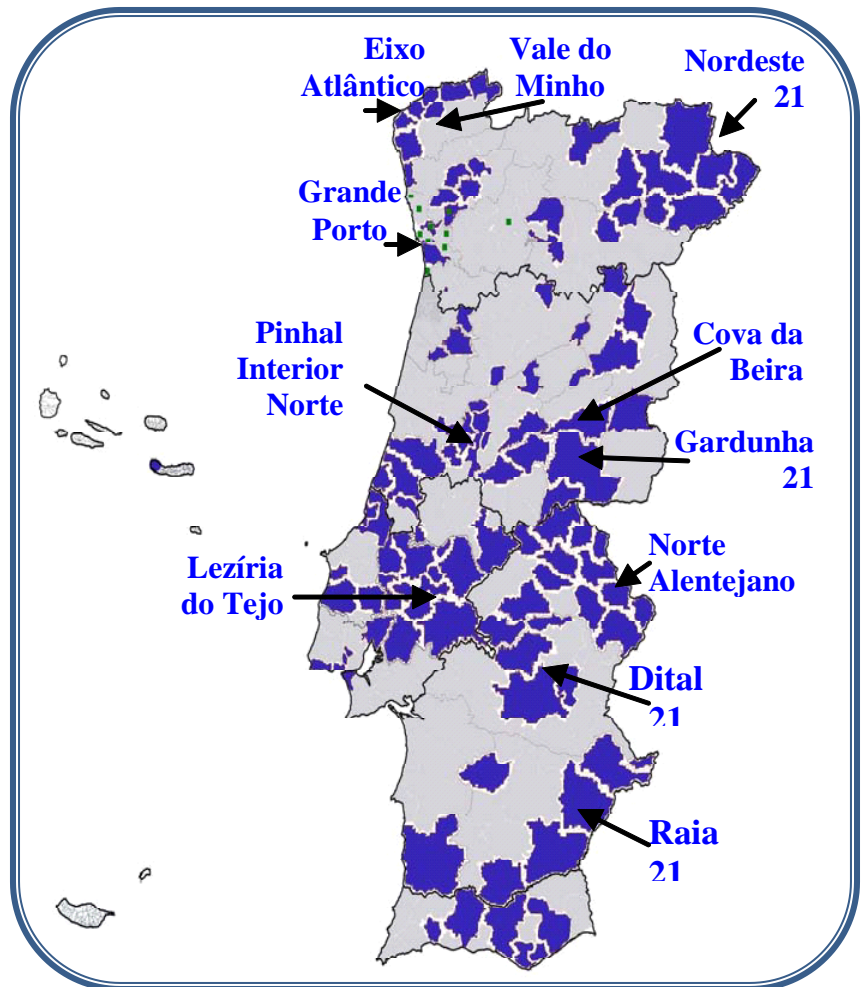 Eixo
Atlântico
Vale do
Minho
Nordeste
21
Grande
Porto
Pinhal
Interior
Norte
Cova da
Beira
Gardunha
21
Lezíria
do Tejo
Norte
Alentejano
Dital
21
Raia
21